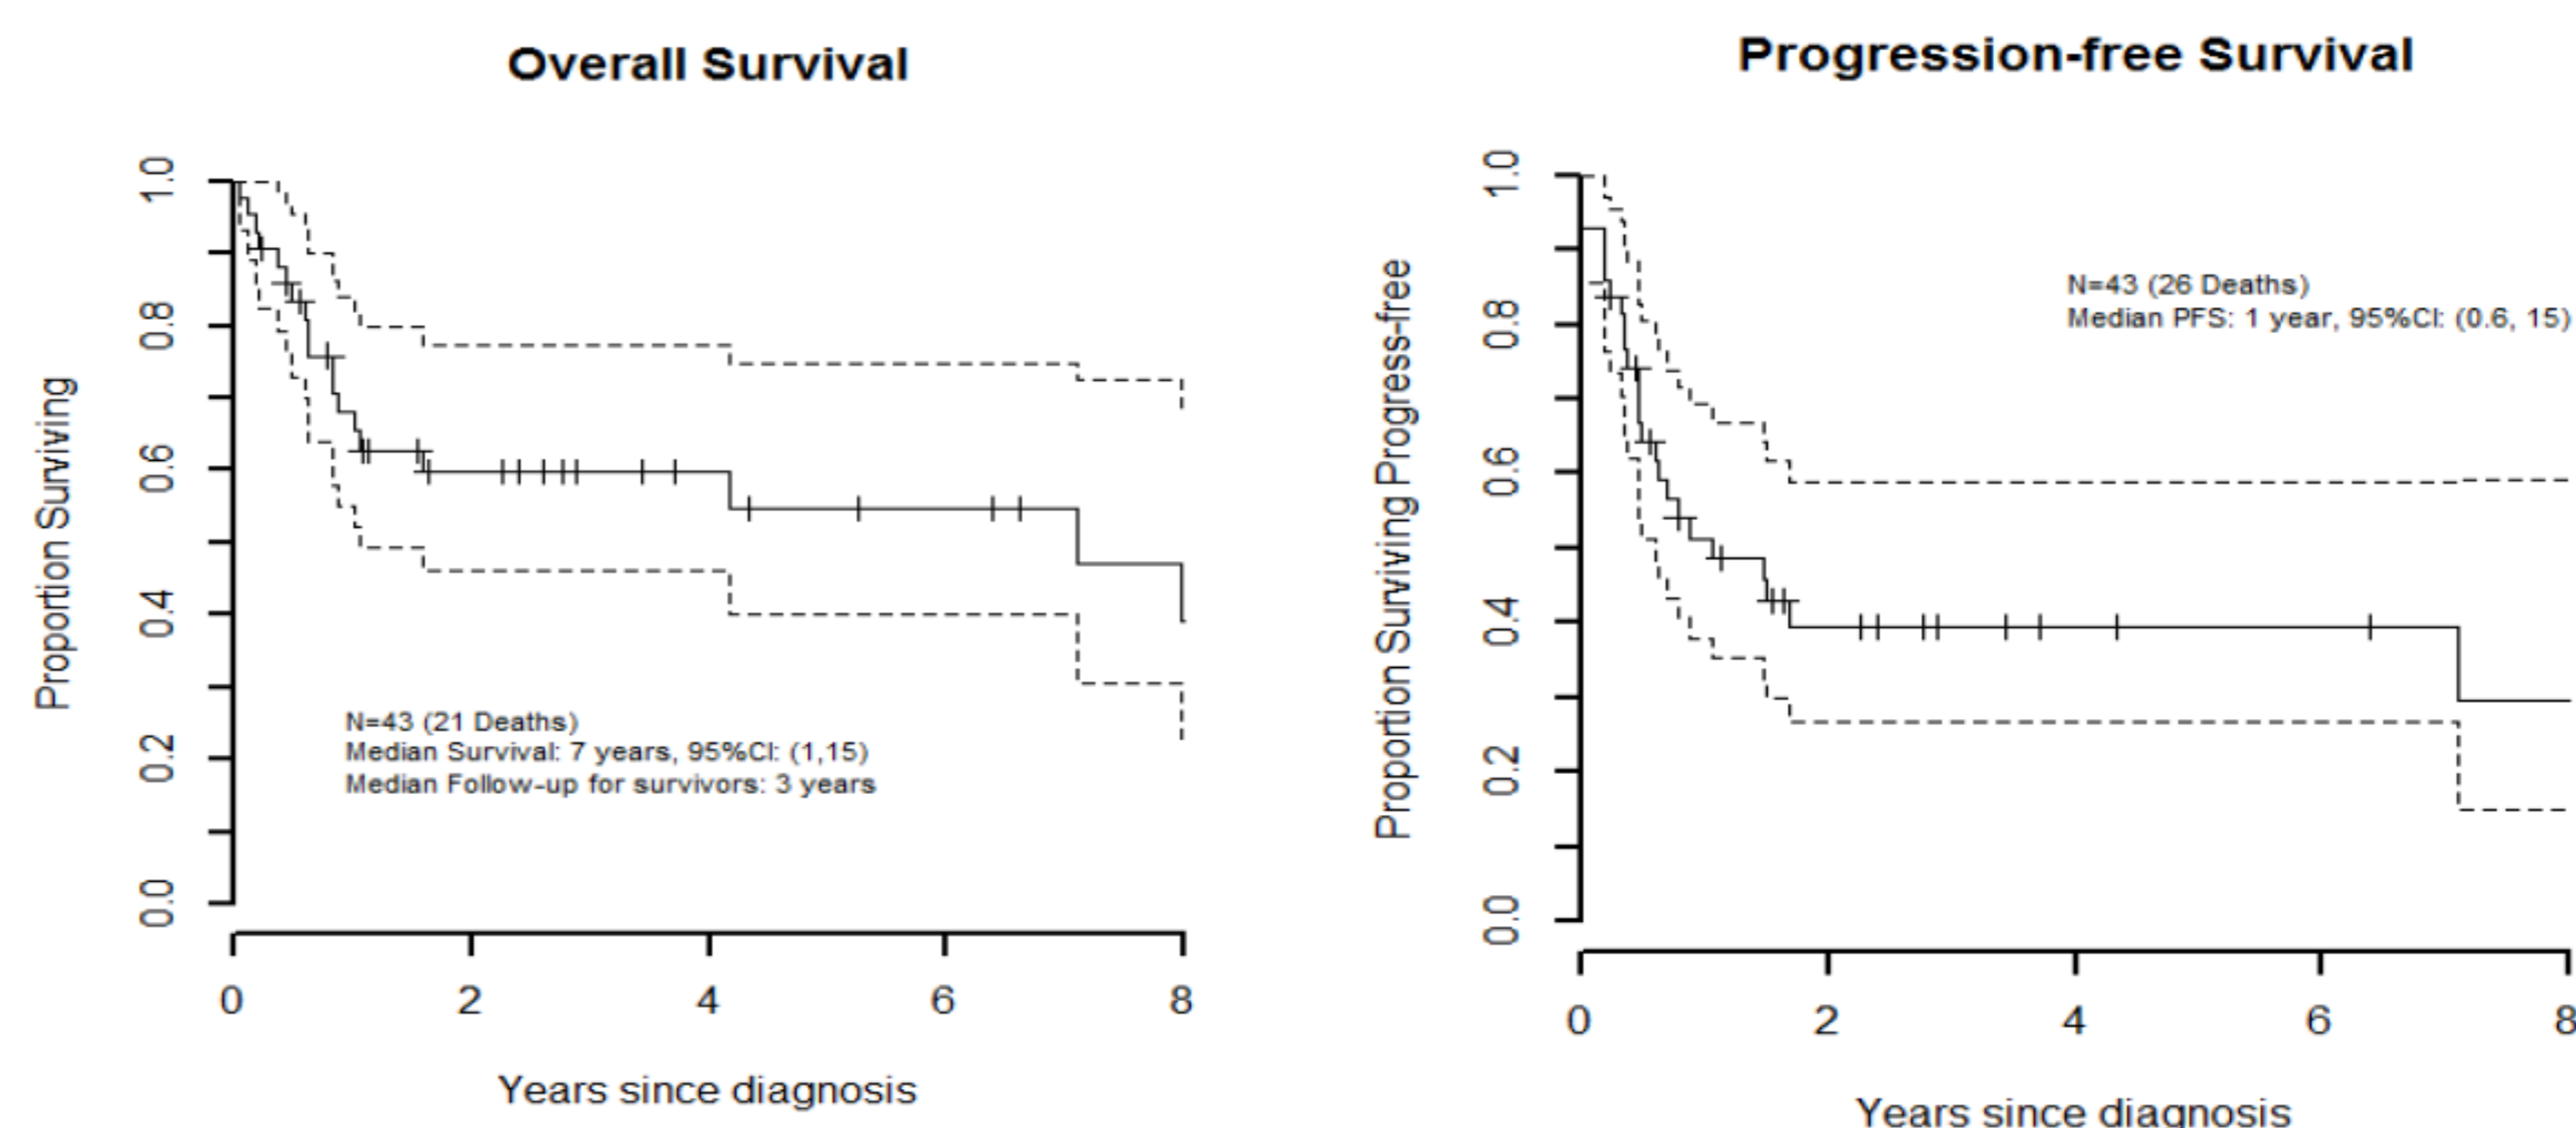 Overall Survival
Proportion Surviving
1.0
0.8
0.6
0.4
0.2
0.0
N=43 (21 Deaths)
Median Survival: 7 years, 95%CI: (1,15)
Median Follow-up for survivors: 3 years
0 2 4 6 8
Years since diagnosis
Progression-free Survival
Proportion Surviving Progress-free
1.0
0.8
0.6
0.4
0.2
0.0
N=43 (26 Deaths)
Median PFS: 1 year, 95%CI: (0.6, 15)
0 2 4 6 8
Years since diagnosis